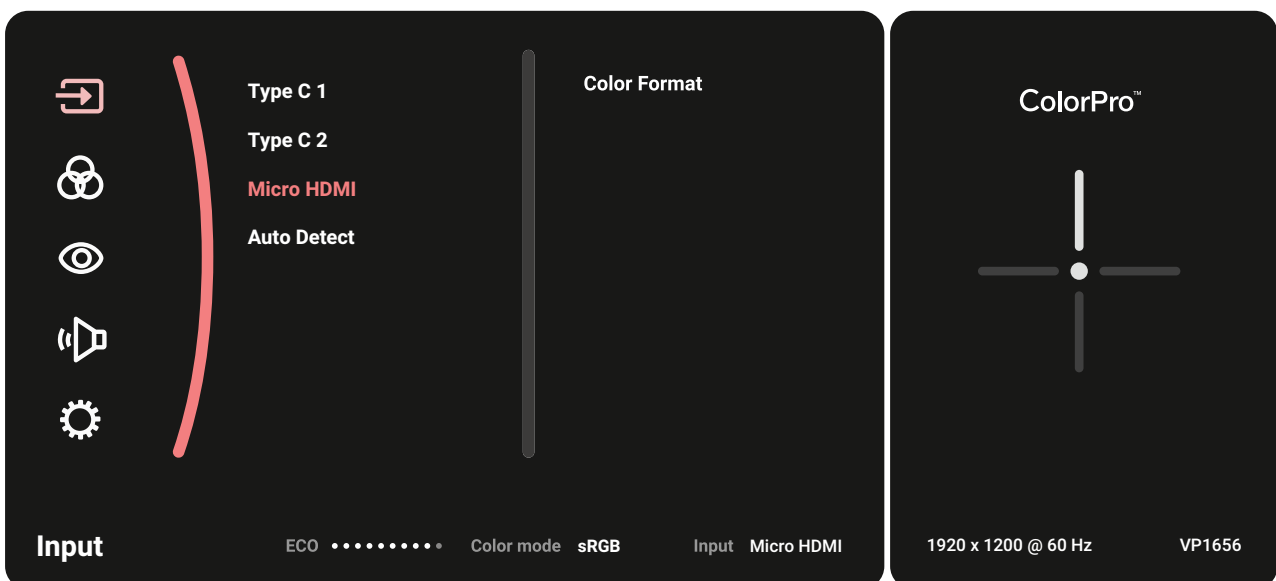 Type C 1
Type C 2
Micro HDMI
Auto Detect
Color Format
Input
ECO
Color mode sRGB
Input Micro HDMI
ColorPro™
1920 x 1200 @ 60 Hz
VP1656